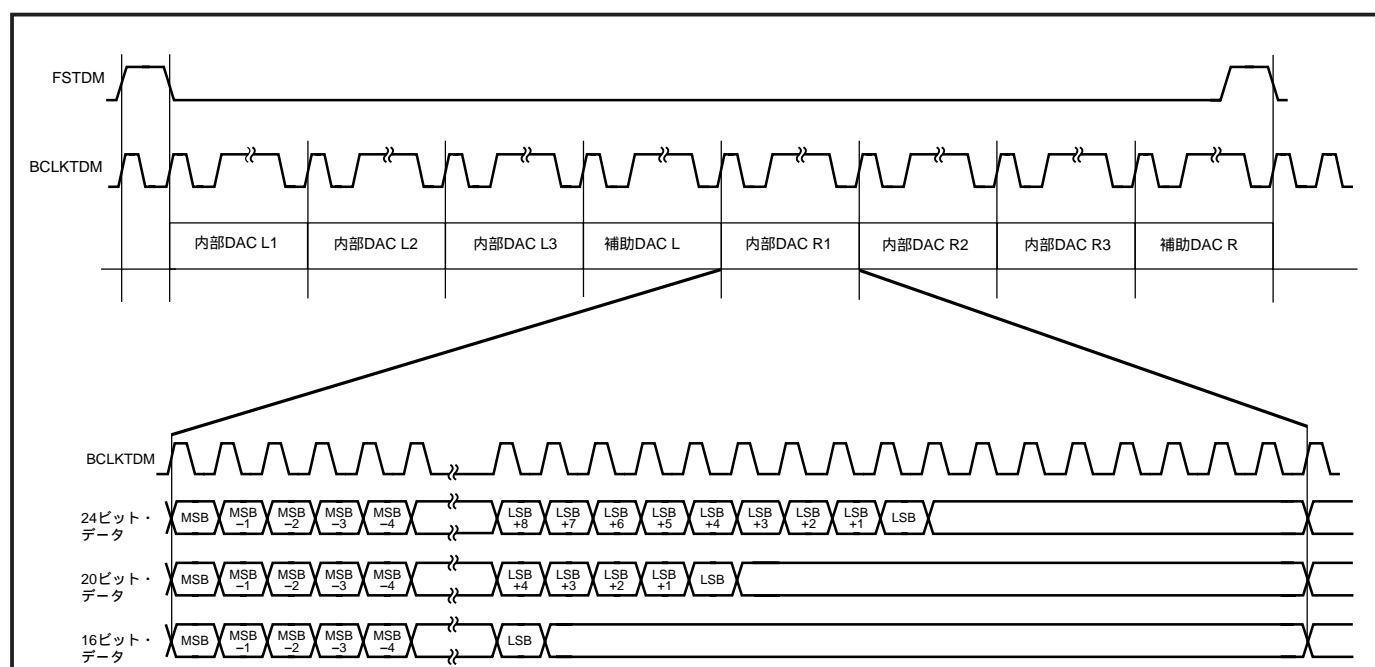 FSTDM
BCLKTDM
内部DAC L1 内部DAC L2 内部DAC L3 補助DAC L 内部DAC R1 内部DAC R2 内部DAC R3 補助DAC R
BCLKTDM
24ビット・
データ
MSB MSB
–1 MSB
–2 MSB
–3 MSB
–4 LSB
+8 LSB
+7 LSB
+6 LSB
+5 LSB
+4 LSB
+3 LSB
+2 LSB
+1 LSB
20ビット・
データ
MSB MSB
–1 MSB
–2 MSB
–3 MSB
–4 LSB
+4 LSB
+3 LSB
+2 LSB
+1 LSB
16ビット・
データ
MSB MSB
–1 MSB
–2 MSB
–3 MSB
–4 LSB